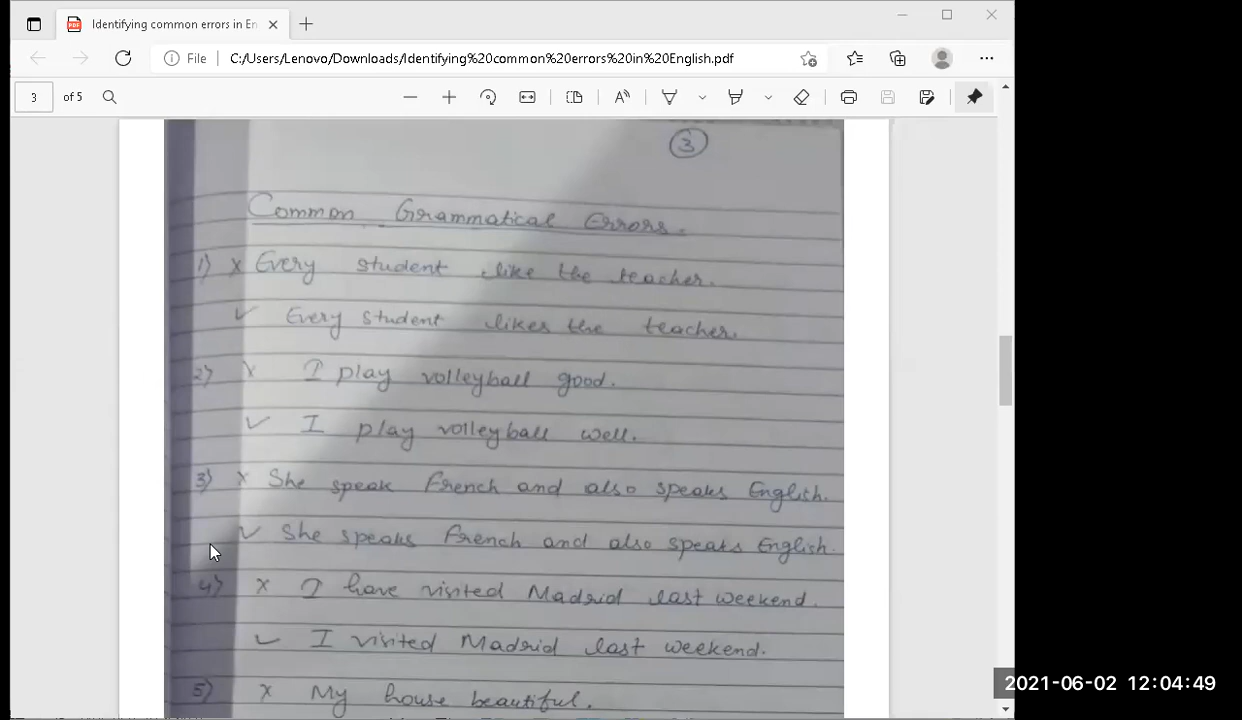 Identifying common errors in En
File
C:/Users/Lenovo/Downloads/Identifying%20common%20errors%20in%20English.pdf
3 of 5
3
Common Grammatical Errors.
1) x Every student like the teacher.
✓ Every student likes the teacher.
2) x I play volleyball good.
✓ I play volleyball well.
3) x She speak French and also speaks English.
✓ She speaks French and also speaks English.
4) x I have visited Madrid last weekend.
✓ I visited Madrid last weekend.
5) x My house beautiful.
2021-06-02 12:04:49